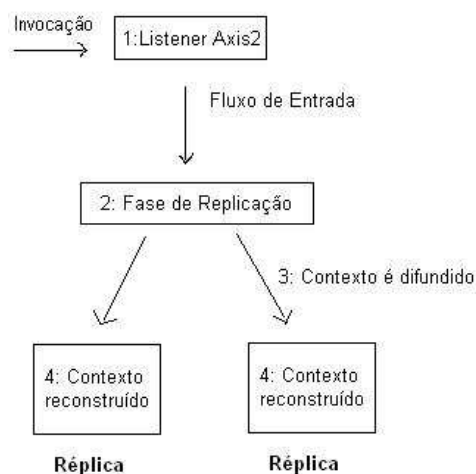 Invocação
1:Listener Axis2
Fluxo de Entrada
2: Fase de Replicação
3: Contexto é difundido
4: Contexto
reconstruído
4: Contexto
reconstruído
Réplica
Réplica